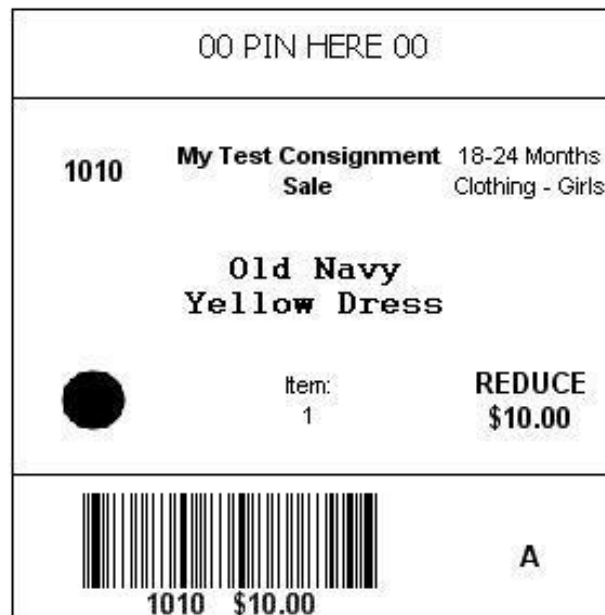 00 PIN HERE 00
1010
My Test Consignment
Sale
18-24 Months
Clothing - Girls
Old Navy
Yellow Dress
Item:
1
REDUCE
$10.00
1010 $10.00
A